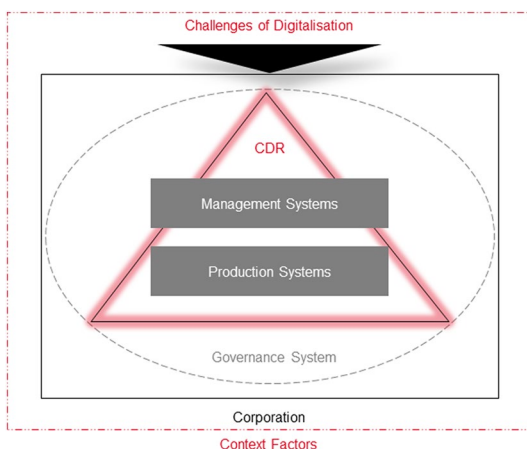 Challenges of Digitalisation
CDR
Management Systems
Production Systems
Governance System
Corporation
Context Factors